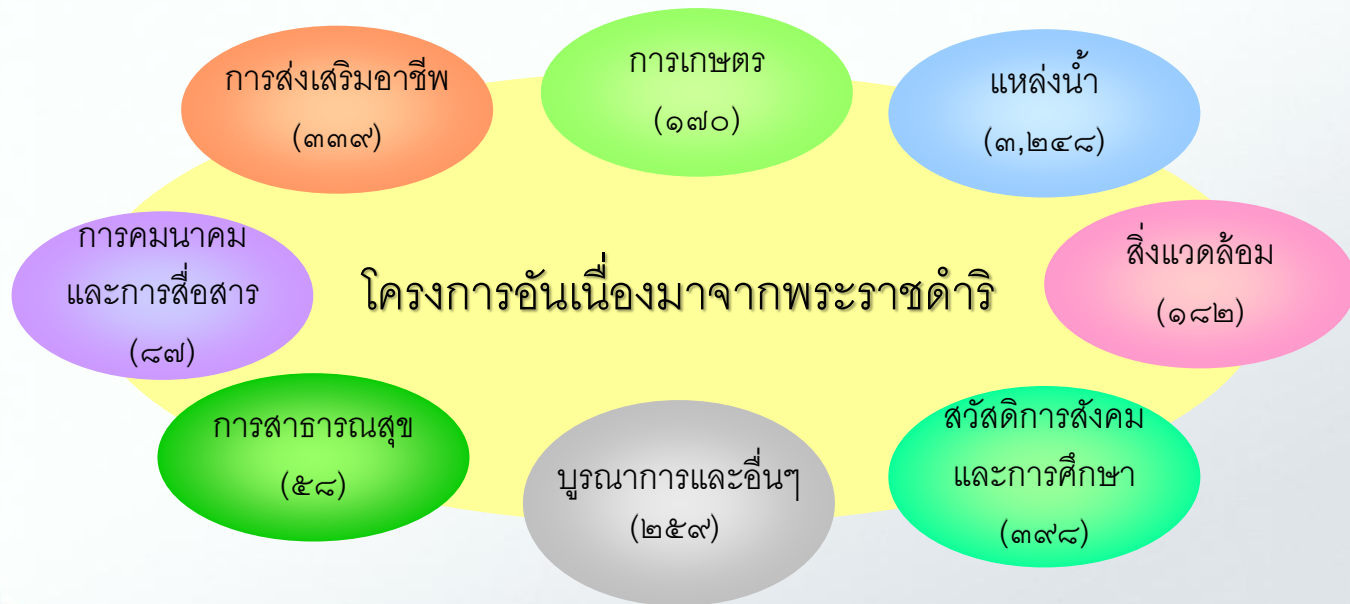 การส่งเสริมอาชีพ
(๓๓๙)
การเกษตร
(๑๗๐)
แหล่งน้ำ
(๓,๒๔๘)
การคมนาคม
และการสื่อสาร
(๘๗)
โครงการอันเนื่องมาจากพระราชดำริ
สิ่งแวดล้อม
(๑๘๒)
การสาธารณสุข
(๕๘)
บูรณาการและอื่นๆ
(๒๕๙)
สวัสดิการสังคม
และการศึกษา
(๓๙๘)